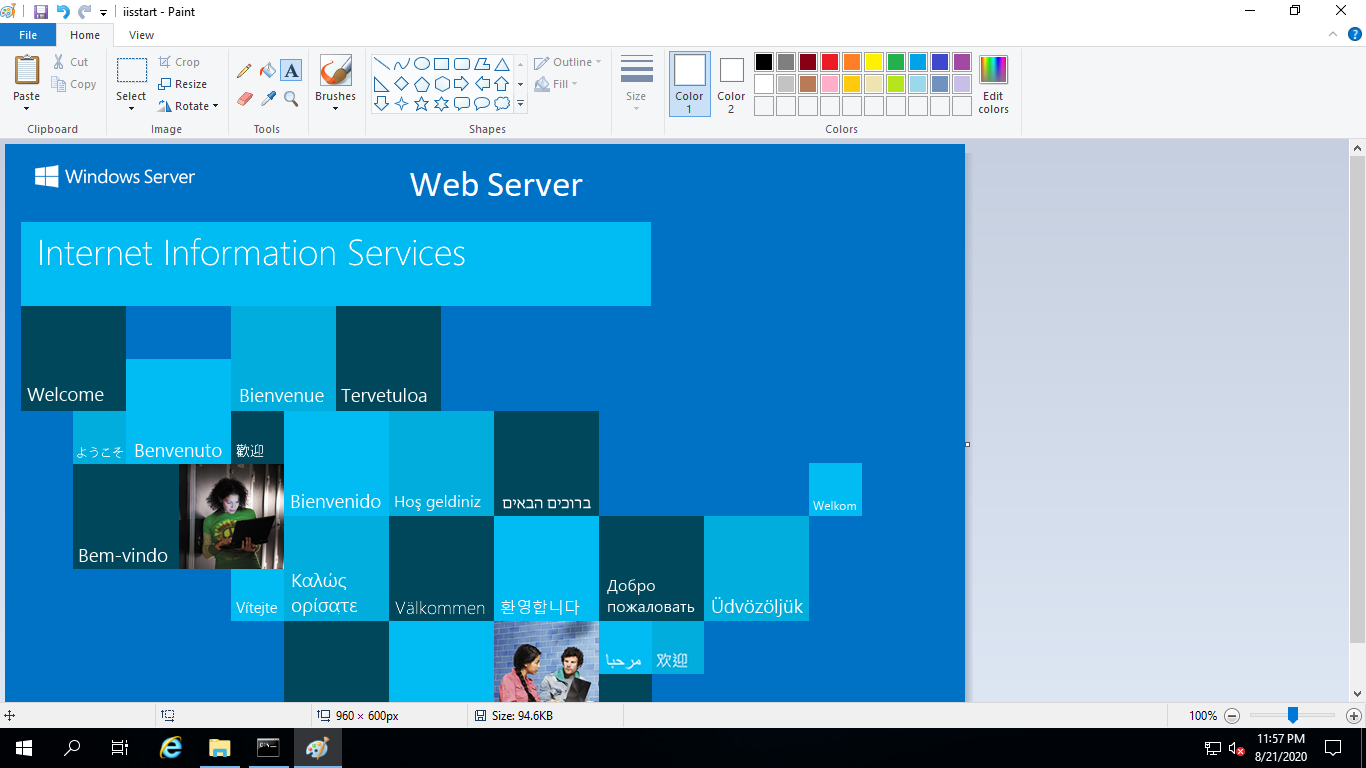 iisstart - Paint
File
Home
View
Paste
Cut
Copy
Clipboard
Select
Crop
Resize
Rotate
Image
A
Tools
Brushes
Shapes
Outline
Fill
Size
Color
1
Color
2
Edit
colors
Colors
Windows Server
Web Server
Internet Information Services
Welcome
Bienvenue
Tervetuloa
ようこそ
Benvenuto
歡迎
Bienvenido
Hoş geldiniz
ברוכים הבאים
Welkom
Bem-vindo
Vítejte
Καλώς
ορίσατε
Välkommen
환영합니다
Добро
пожаловать
Üdvözöljük
مرحبا
欢迎
960 × 600px
Size: 94.6KB
100%
11:57 PM
8/21/2020